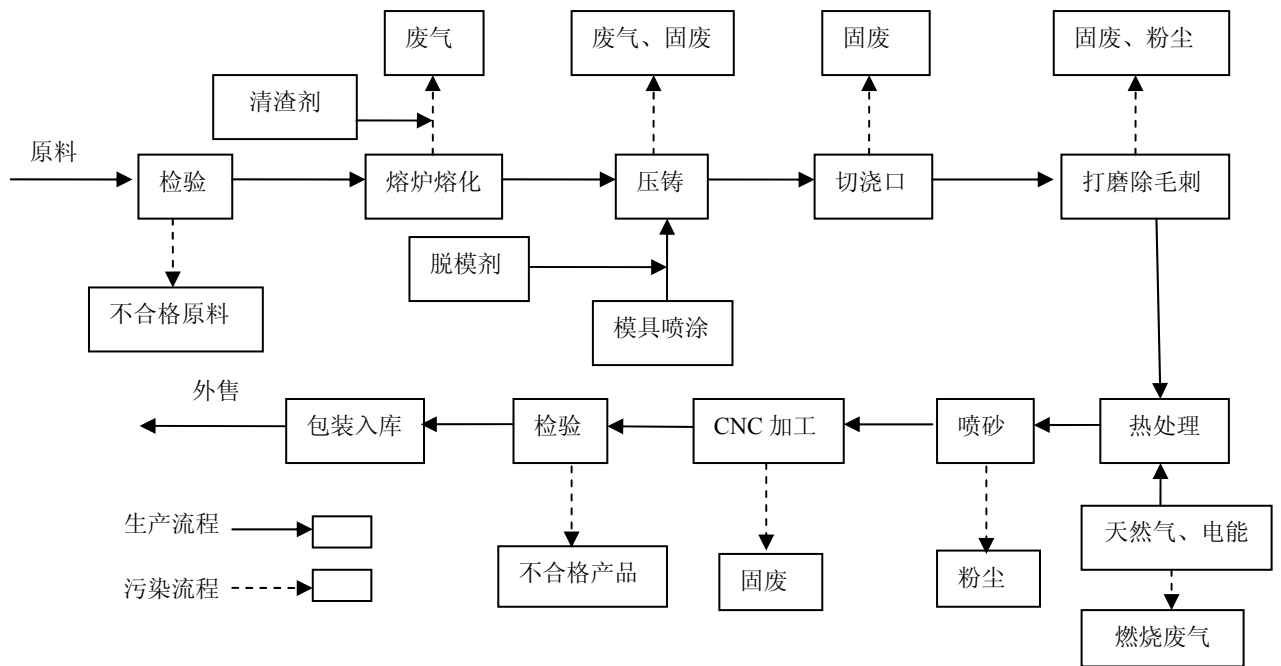 废气
废气、固废
固废
固废、粉尘
清渣剂
原料
检验
熔炉熔化
压铸
切浇口
打磨除毛刺
脱模剂
不合格原料
模具喷涂
外售
包装入库
检验
CNC 加工
喷砂
热处理
生产流程
天然气、电能
不合格产品
固废
粉尘
污染流程
燃烧废气